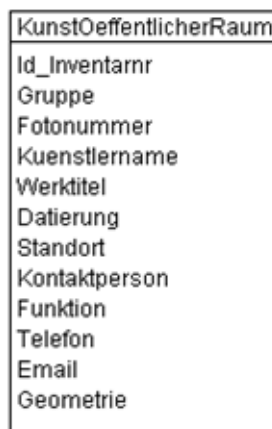 KunstOeffentlicherRaum
Id_Inventarnr
Gruppe
Fotonummer
Kuenstlername
Werktitel
Datierung
Standort
Kontaktperson
Funktion
Telefon
Email
Geometrie